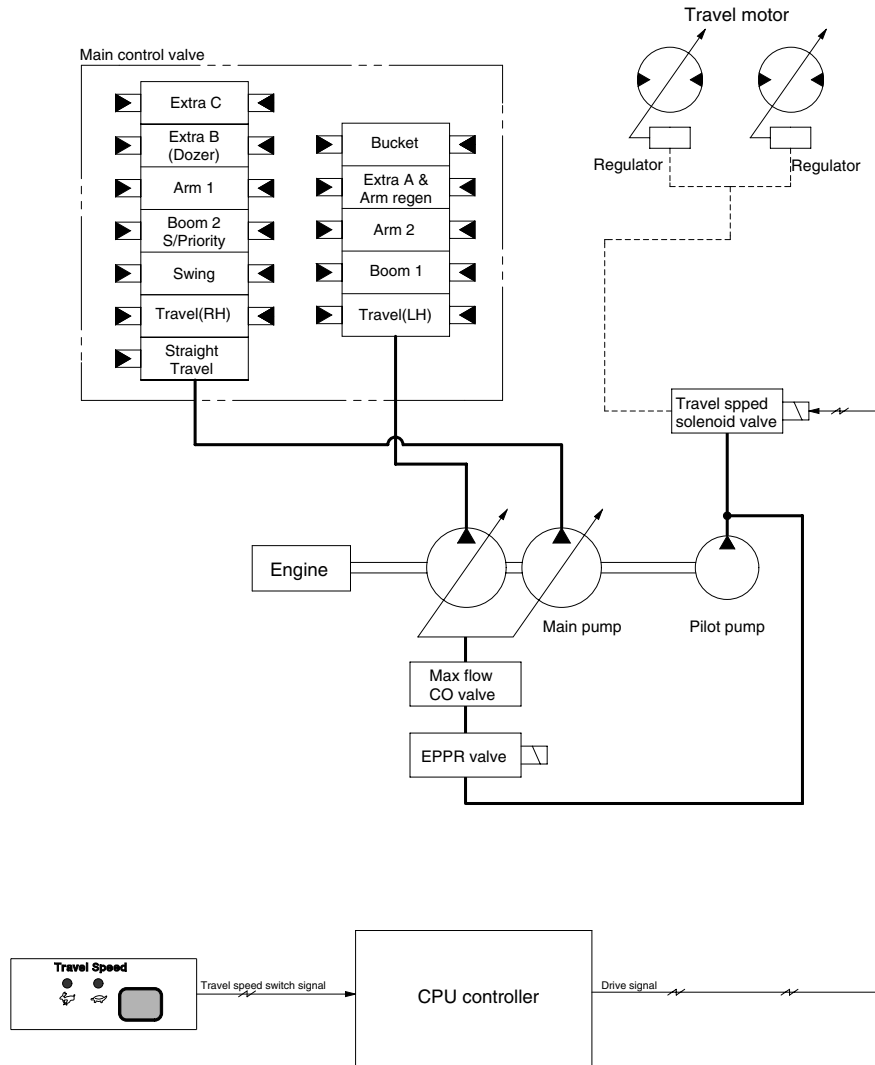 Travel motor
Main control valve
Extra C
Extra B
(Dozer)
Arm 1
Boom 2
S/Priority
Swing
Travel(RH)
Straight
Travel
Bucket
Extra A &
Arm regen
Arm 2
Boom 1
Travel(LH)
Regulator
Regulator
Travel spped
solenoid valve
Engine
Main pump
Pilot pump
Max flow
CO valve
EPPR valve
Travel Speed
Travel speed switch signal
CPU controller
Drive signal